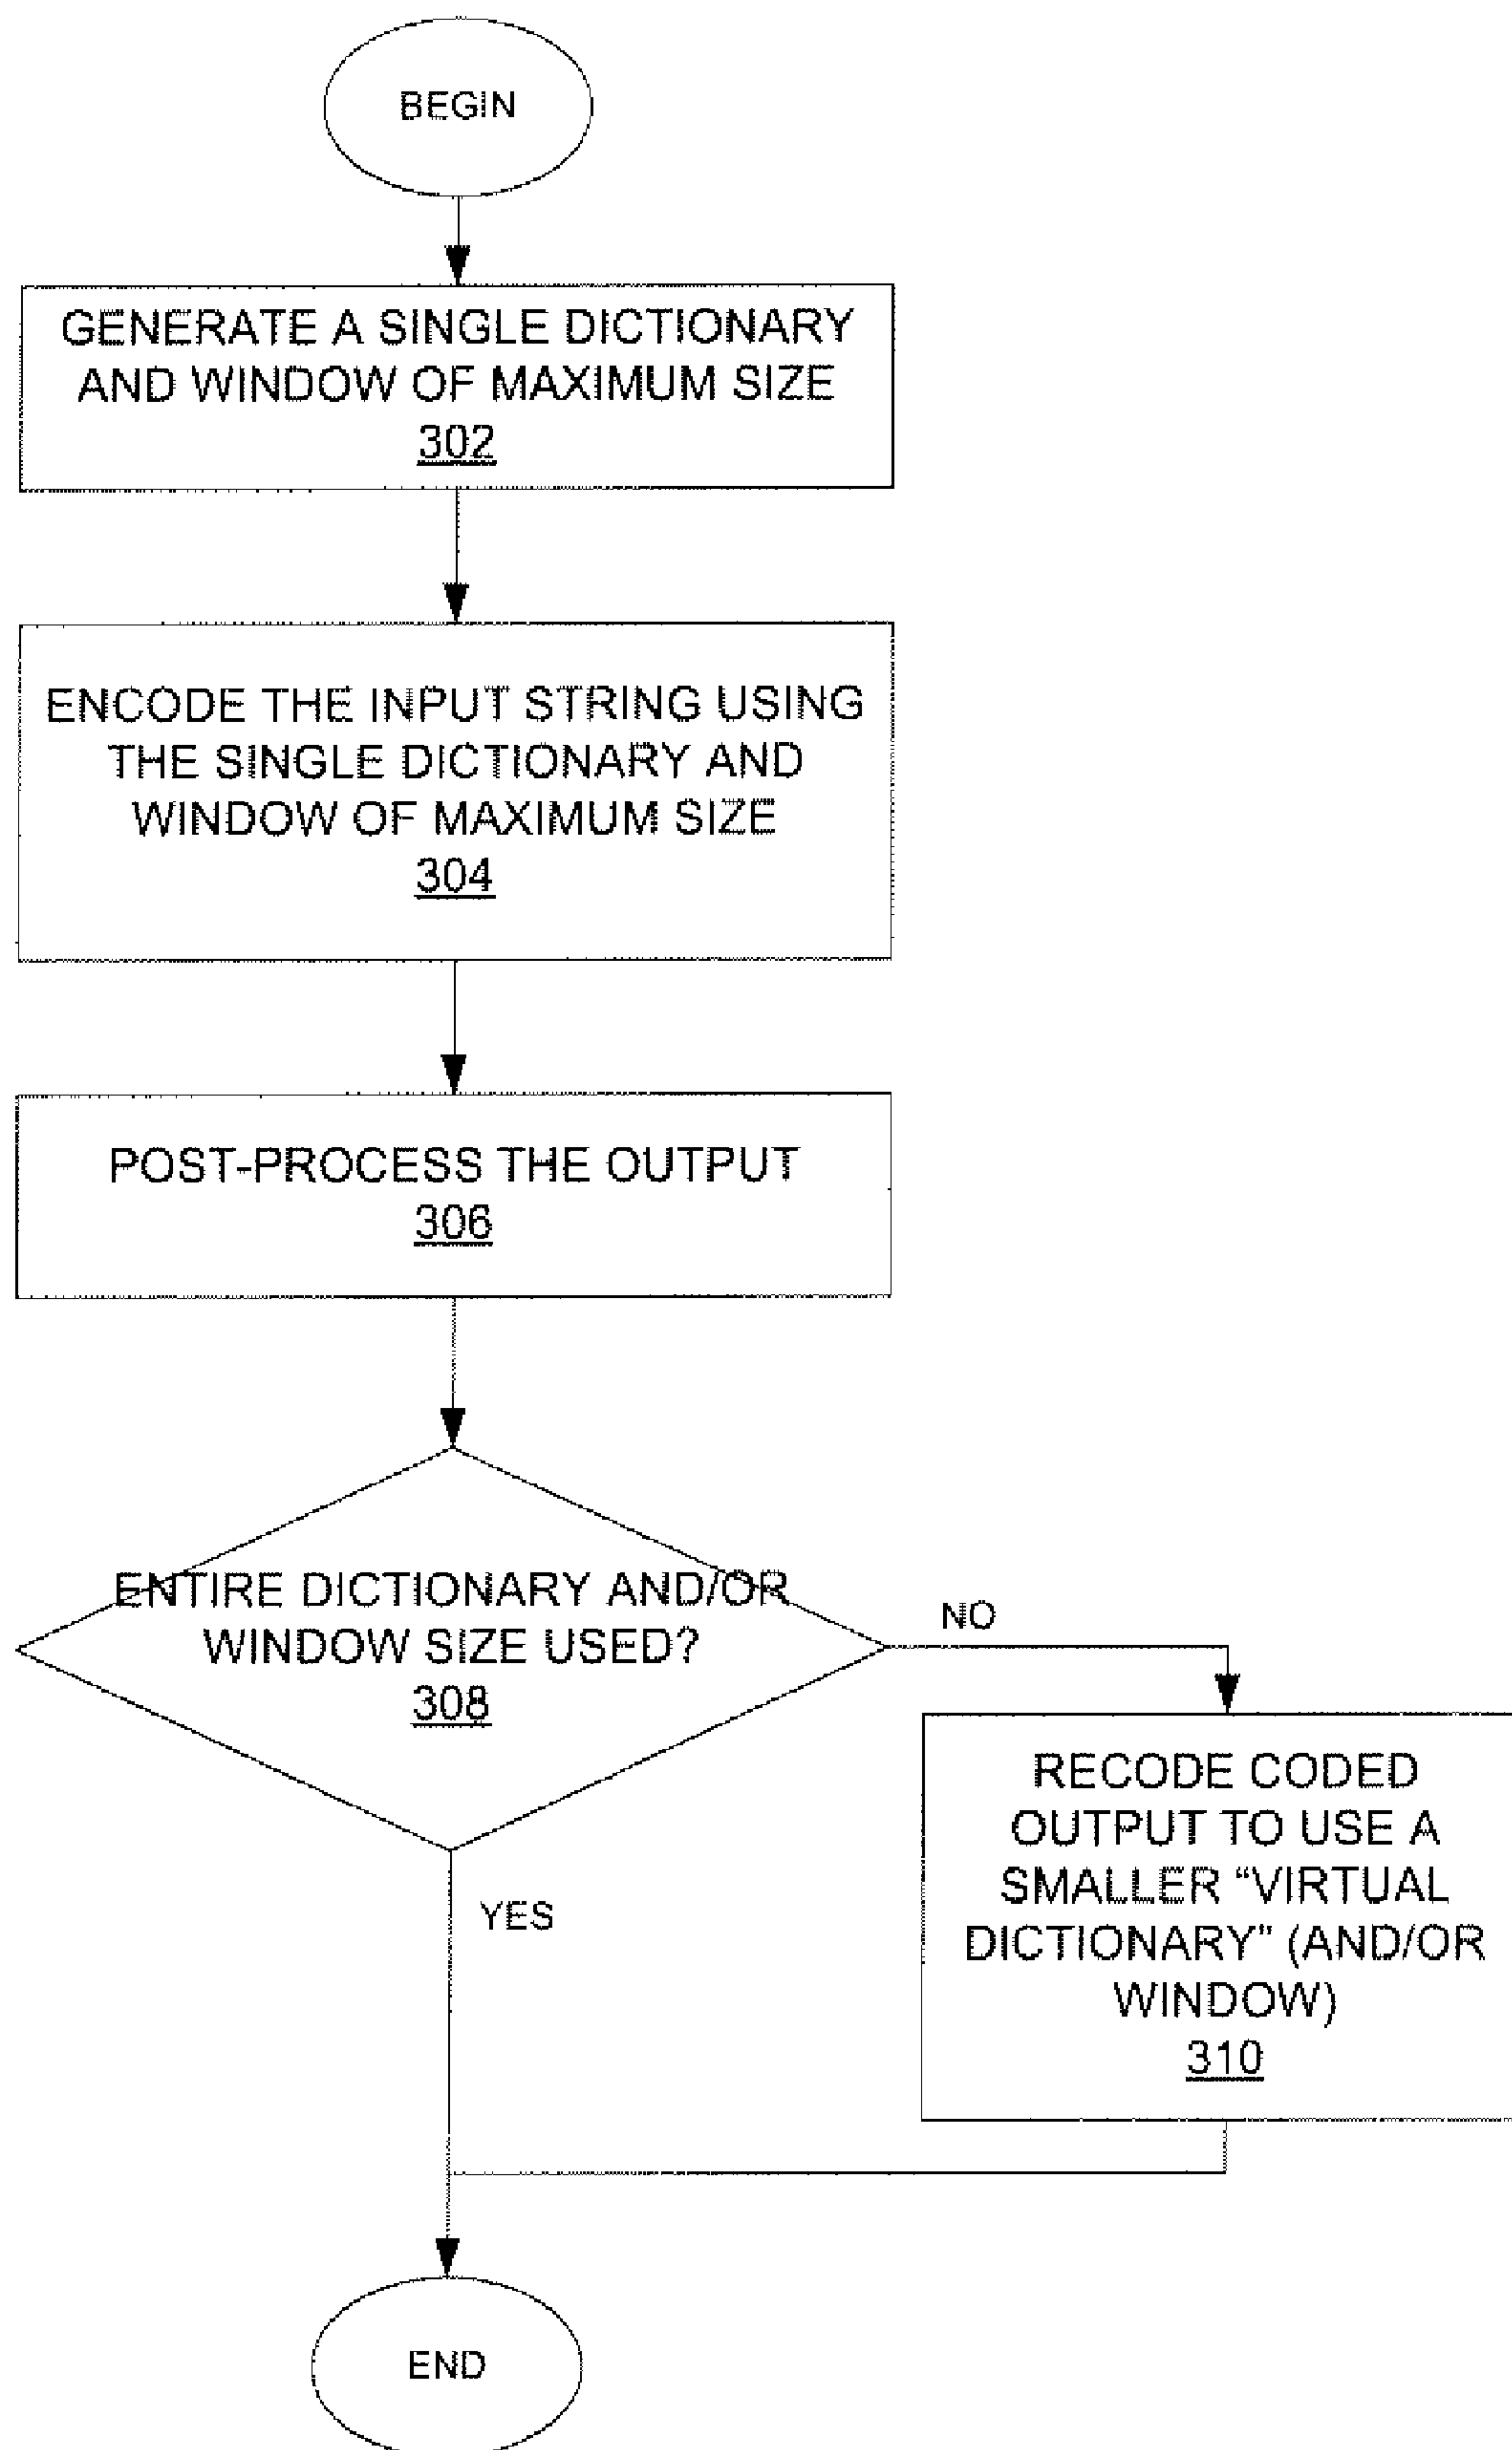 BEGIN
GENERATE A SINGLE DICTIONARY
AND WINDOW OF MAXIMUM SIZE
302
ENCODE THE INPUT STRING USING
THE SINGLE DICTIONARY AND
WINDOW OF MAXIMUM SIZE
304
POST-PROCESS THE OUTPUT
306
ENTIRE DICTIONARY AND/OR
WINDOW SIZE USED?
308
NO
YES
RECODE CODED
OUTPUT TO USE A
SMALLER “VIRTUAL
DICTIONARY” (AND/OR
WINDOW)
310
END